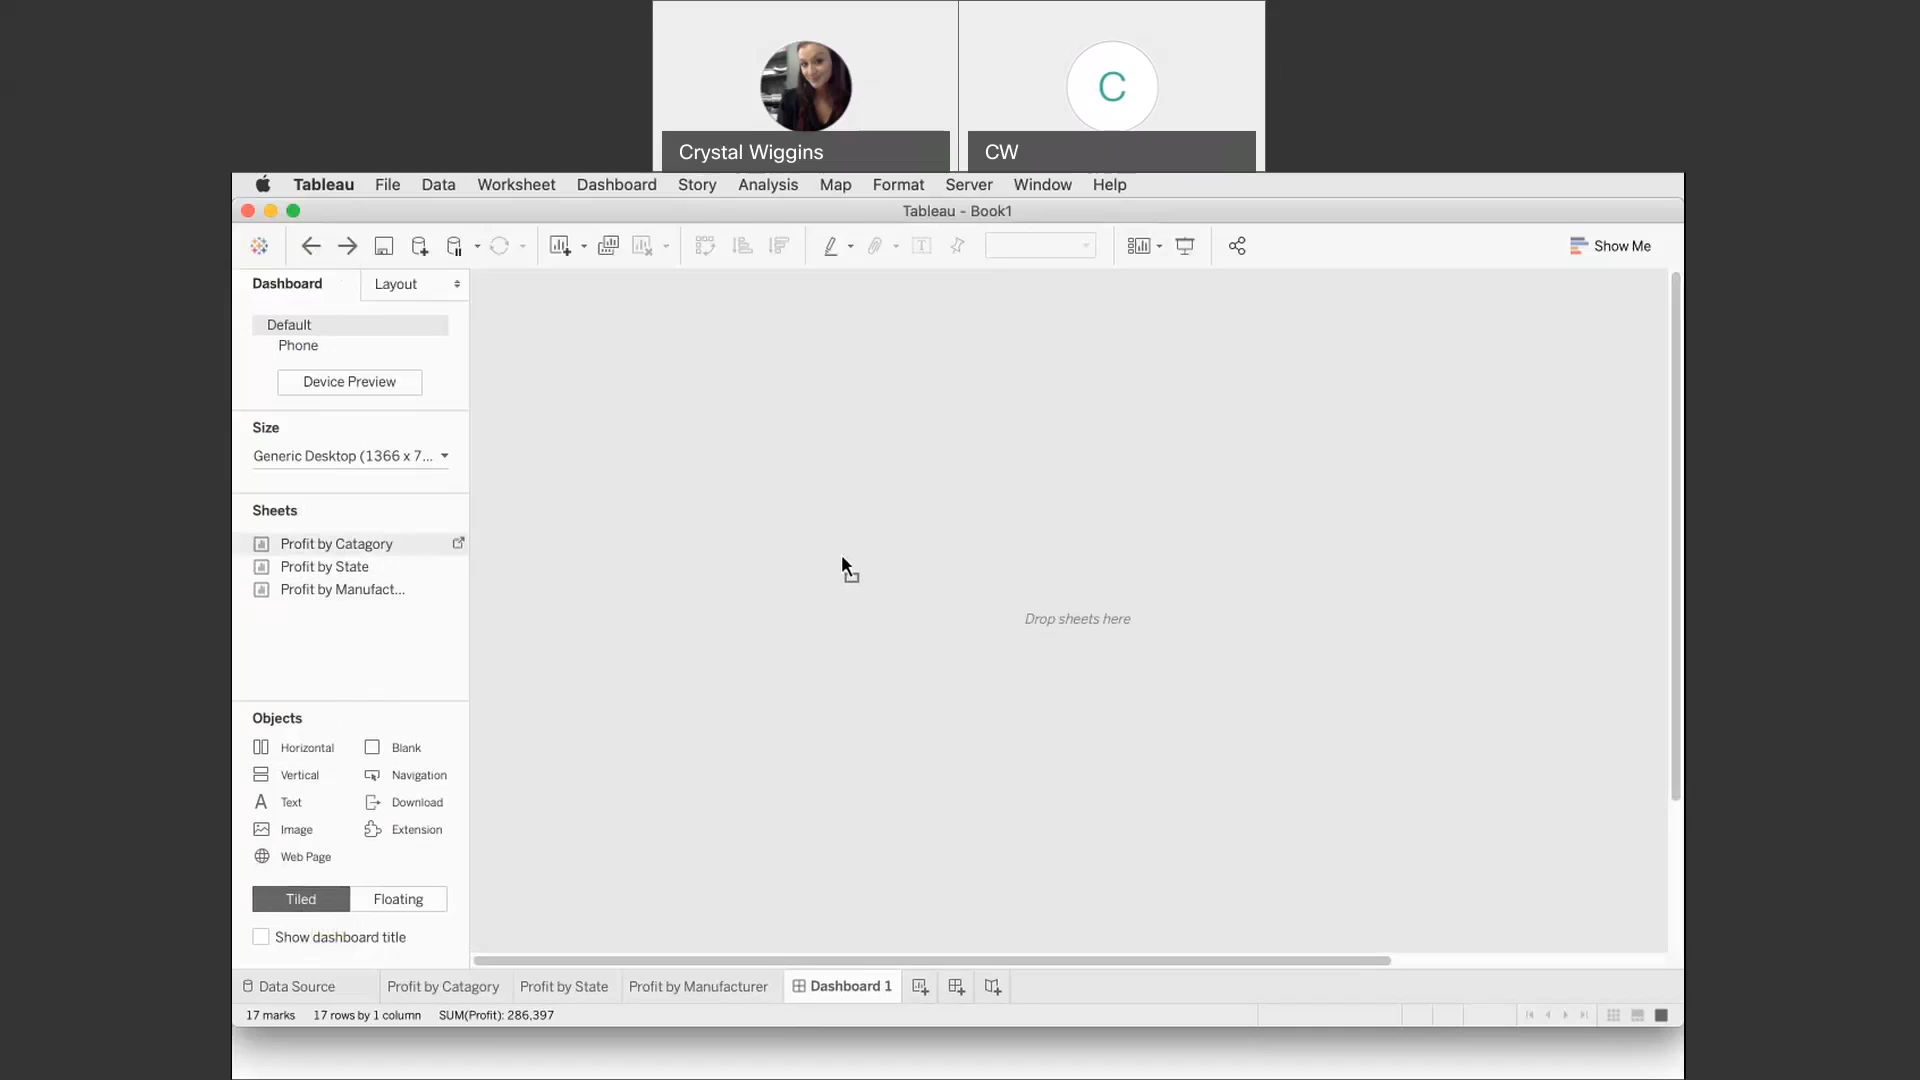 C
Crystal Wiggins
CW
Tableau File Data Worksheet Dashboard Story Analysis Map Format Server Window Help
Tableau - Book1
Show Me
Dashboard Layout
Default
Phone
Device Preview
Size
Generic Desktop (1366 x 7...
Sheets
Profit by Catagory
Profit by State
Profit by Manufact...
Drop sheets here
Objects
Horizontal Blank
Vertical Navigation
A Text Download
Image Extension
Web Page
Tiled Floating
Show dashboard title
Data Source Profit by Catagory Profit by State Profit by Manufacturer Dashboard 1
17 marks 17 rows by 1 column SUM(Profit): 286,397